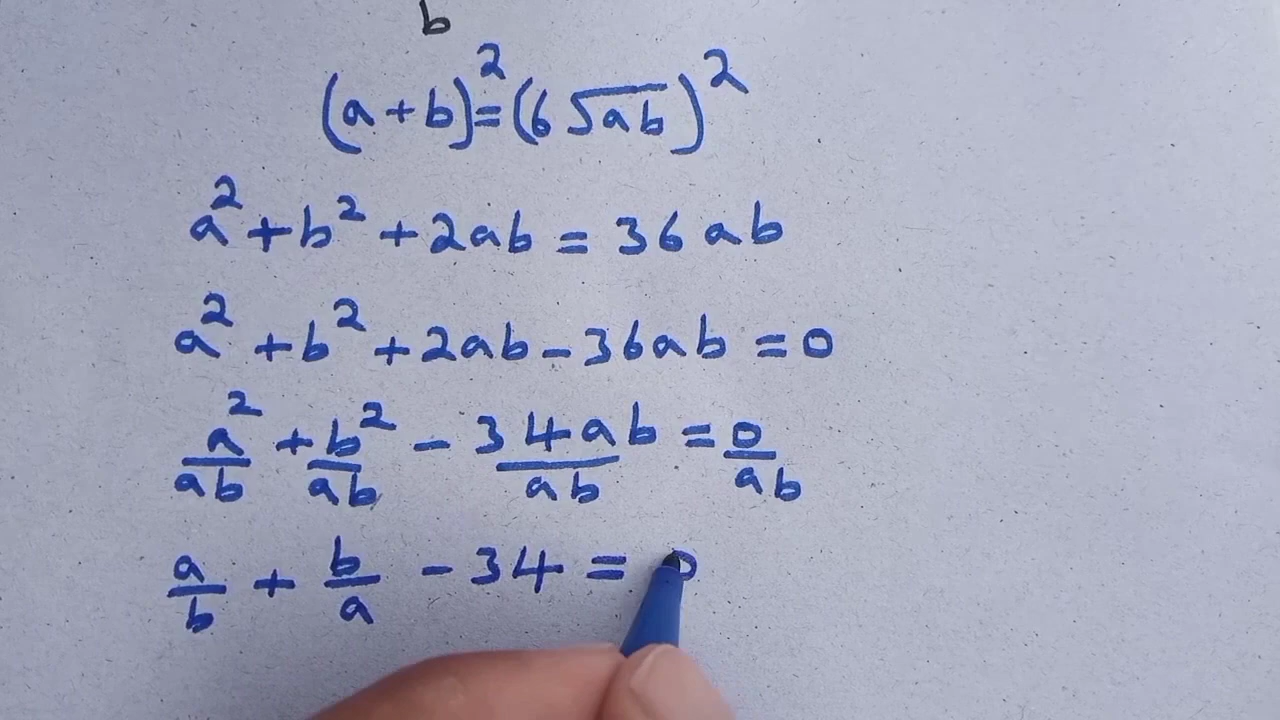 b
(a+b)²=(6√ab)²
a²+b²+2ab=36ab
a²+b²+2ab-36ab=0
a²/ab+b²/ab-34ab/ab=0/ab
a/b+b/a-34=0